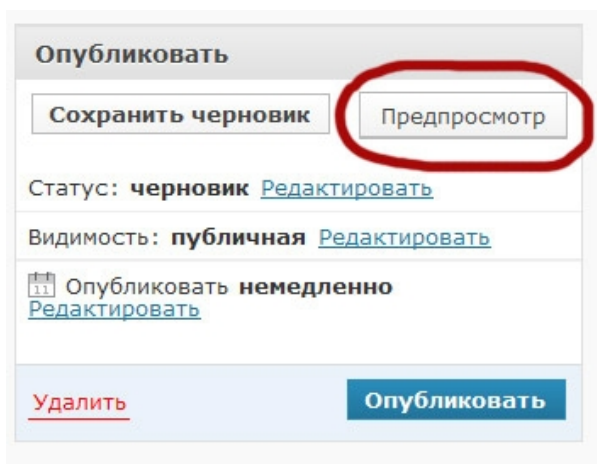 Опубликовать
Сохранить черновик Предпросмотр
Статус: черновик Редактировать
Видимость: публичная Редактировать
11 Опубликовать немедленно
Редактировать
Удалить Опубликовать